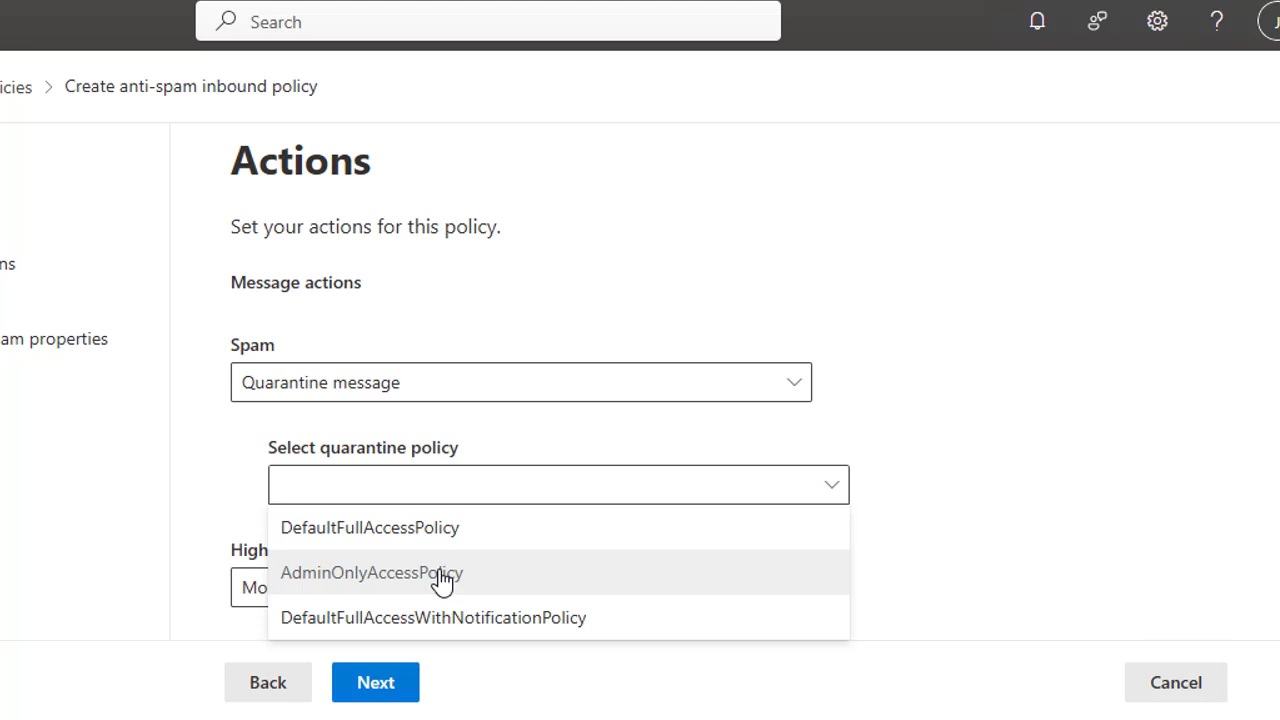 Search
J
icies > Create anti-spam inbound policy
Actions
Set your actions for this policy.
ns
Message actions
am properties
Spam
Quarantine message
Select quarantine policy
DefaultFullAccessPolicy
High
AdminOnlyAccessPolicy
Mo
DefaultFullAccessWithNotificationPolicy
Back
Next
Cancel